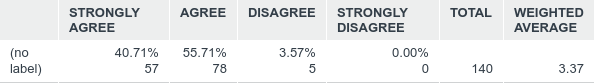 STRONGLY AGREE DISAGREE STRONGLY TOTAL WEIGHTED
AGREE DISAGREE AVERAGE
(no 40.71% 55.71% 3.57% 0.00%
label) 57 78 5 0 140 3.37